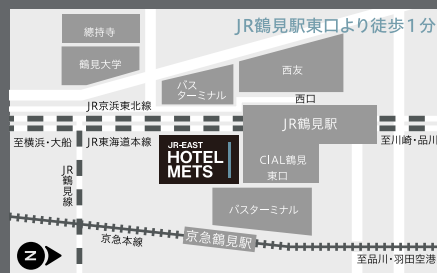 JR鶴見駅東口より徒歩1分
總持寺
鶴見大学
バス
ターミナル
西友
西口
JR京浜東北線
JR鶴見駅
至横浜・大船
JR東海道本線
至川崎・品川
JR-EAST
HOTEL
METS
CIAL鶴見
東口
JR鶴見線
バスターミナル
京急本線
京急鶴見駅
至品川・羽田空港
N